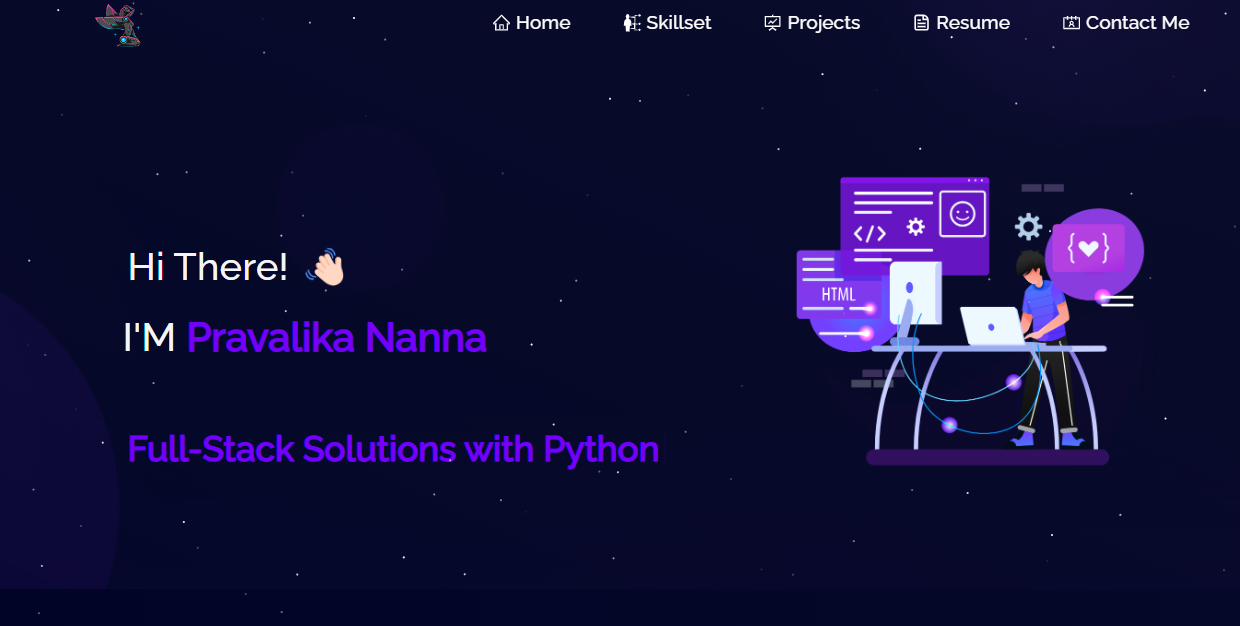 Home
Skillset
Projects
Resume
Contact Me
Hi There! 👋🏻
I'M Pravalika Nanna
Full-Stack Solutions with Python
</>
HTML
{ }